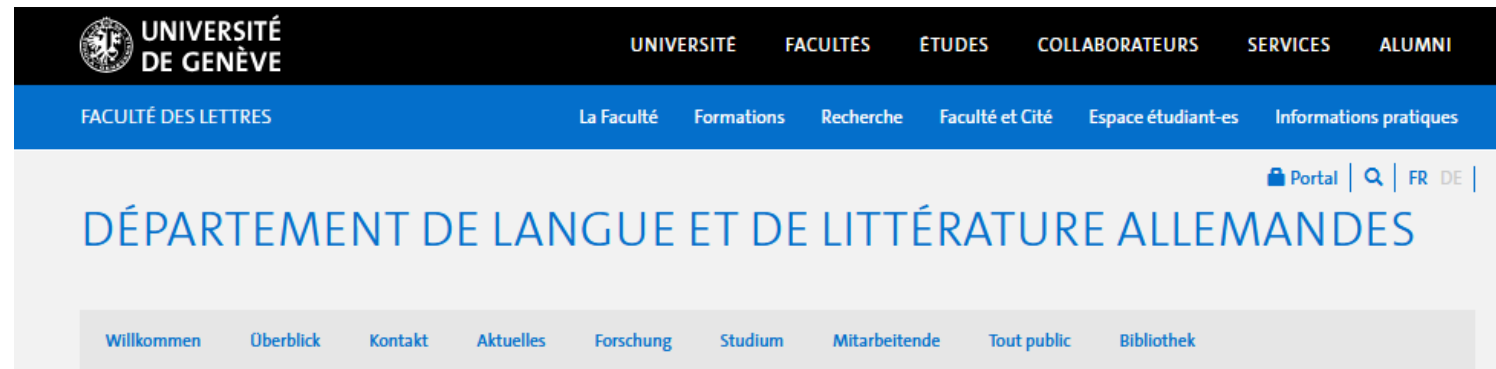 UNIVERSITÉ
DE GENÈVE
UNIVERSITÉ FACULTÉS ÉTUDES COLLABORATEURS SERVICES ALUMNI
FACULTÉ DES LETTRES La Faculté Formations Recherche Faculté et Cité Espace étudiant-es Informations pratiques
Portal FR DE
DÉPARTEMENT DE LANGUE ET DE LITTÉRATURE ALLEMANDES
Willkommen Überblick Kontakt Aktuelles Forschung Studium Mitarbeitende Tout public Bibliothek